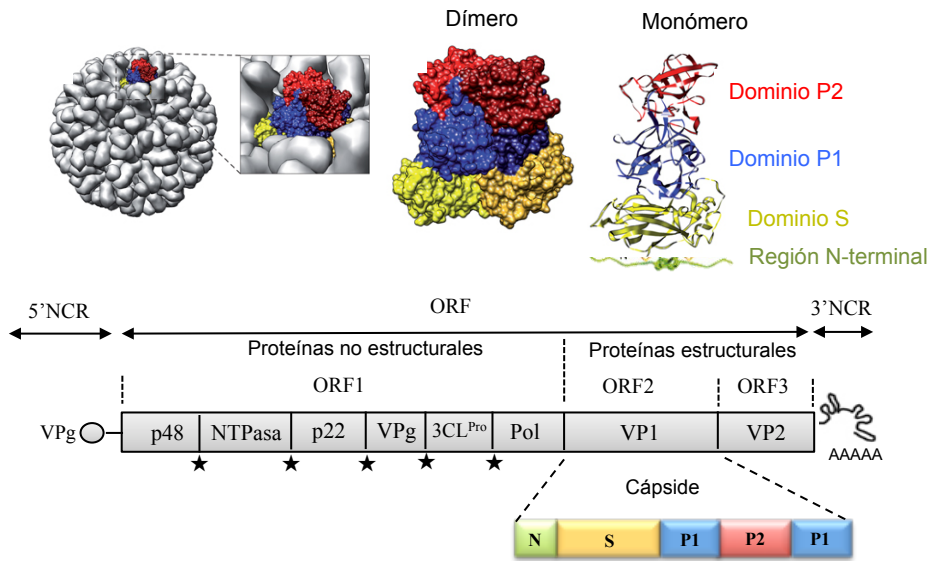 Dímero
Monómero
Dominio P2
Dominio P1
Dominio S
Región N-terminal
5’NCR
ORF
3’NCR
Proteínas no estructurales
Proteínas estructurales
ORF1
ORF2
ORF3
VPg
p48
NTPasa
p22
VPg
3CLPro
Pol
VP1
VP2
AAAAA
Cápside
N
S
P1
P2
P1